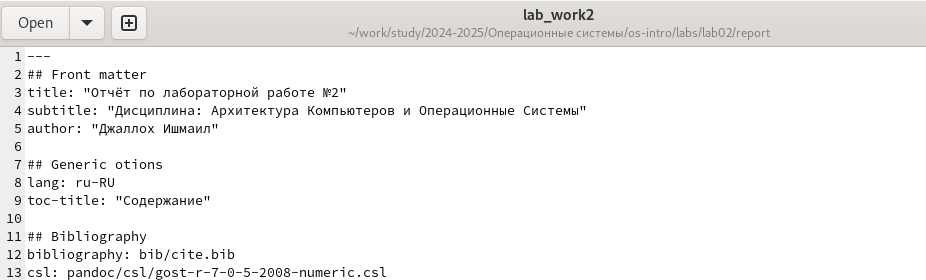 Open
lab_work2
~/work/study/2024-2025/Операционные системы/os-intro/labs/lab02/report
1 ---
2 ## Front matter
3 title: "Отчёт по лабораторной работе №2"
4 subtitle: "Дисциплина: Архитектура Компьютеров и Операционные Системы"
5 author: "Джаллох Ишмаил"
6
7 ## Generic otions
8 lang: ru-RU
9 toc-title: "Содержание"
10
11 ## Bibliography
12 bibliography: bib/cite.bib
13 csl: pandoc/csl/gost-r-7-0-5-2008-numeric.csl